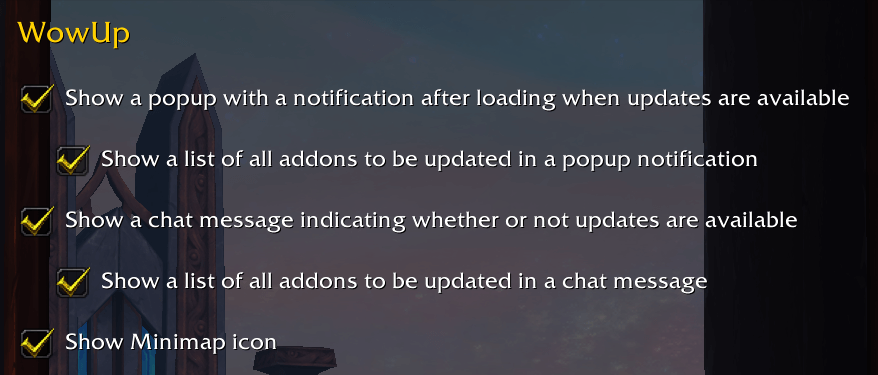 WowUp
Show a popup with a notification after loading when updates are available
Show a list of all addons to be updated in a popup notification
Show a chat message indicating whether or not updates are available
Show a list of all addons to be updated in a chat message
Show Minimap icon